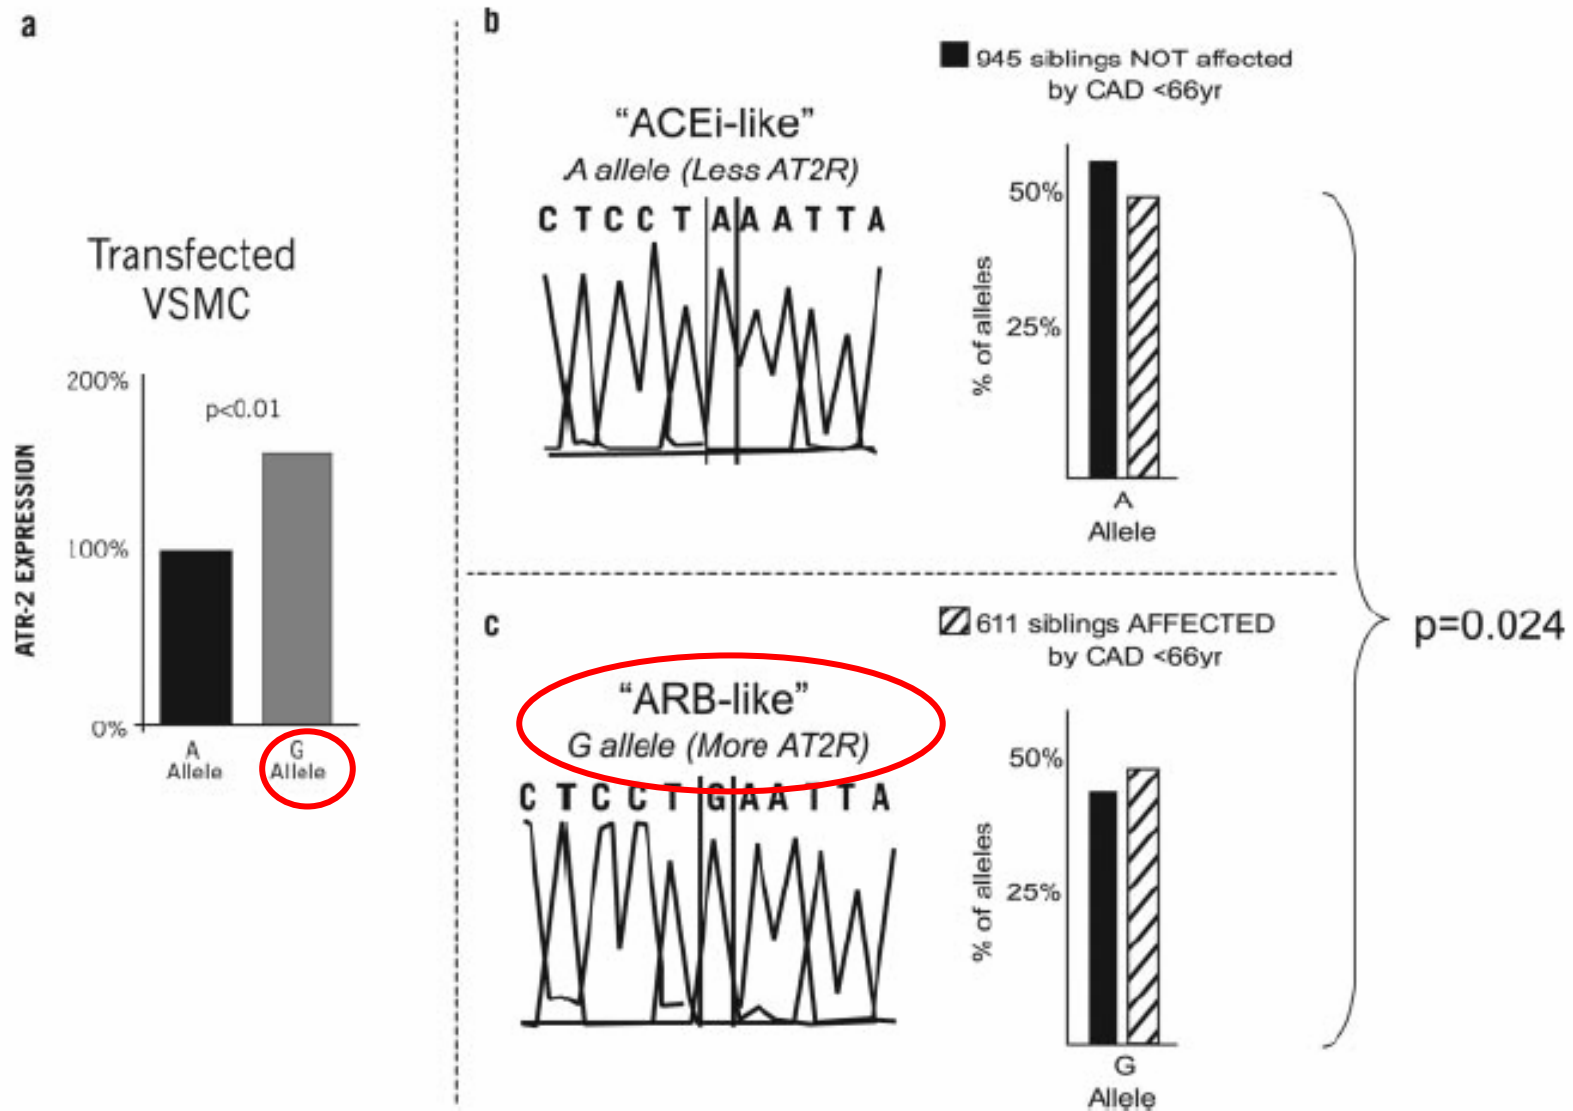 a
Transfected
VSMC
200%
p<0.01
100%
0%
ATR-2 EXPRESSION
A
Allele
G
Allele
b
"ACEi-like"
A allele (Less AT2R)
C T C C T A A A T T A
945 siblings NOT affected
by CAD <66yr
50%
25%
% of alleles
A
Allele
c
"ARB-like"
G allele (More AT2R)
C T C C T G A A T T A
611 siblings AFFECTED
by CAD <66yr
50%
25%
% of alleles
G
Allele
p=0.024